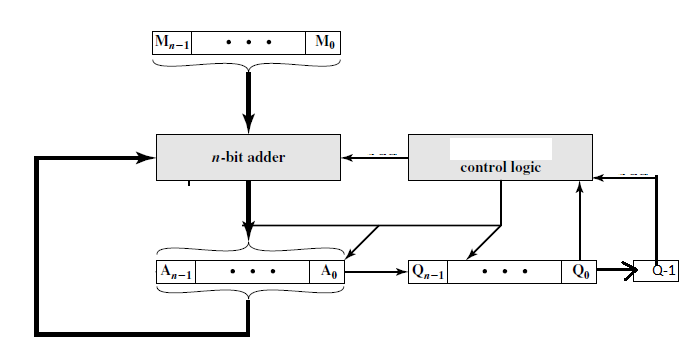 Mn−1 • • • M0
n-bit adder
control logic
An−1 • • • A0
Qn−1 • • • Q0
Q-1